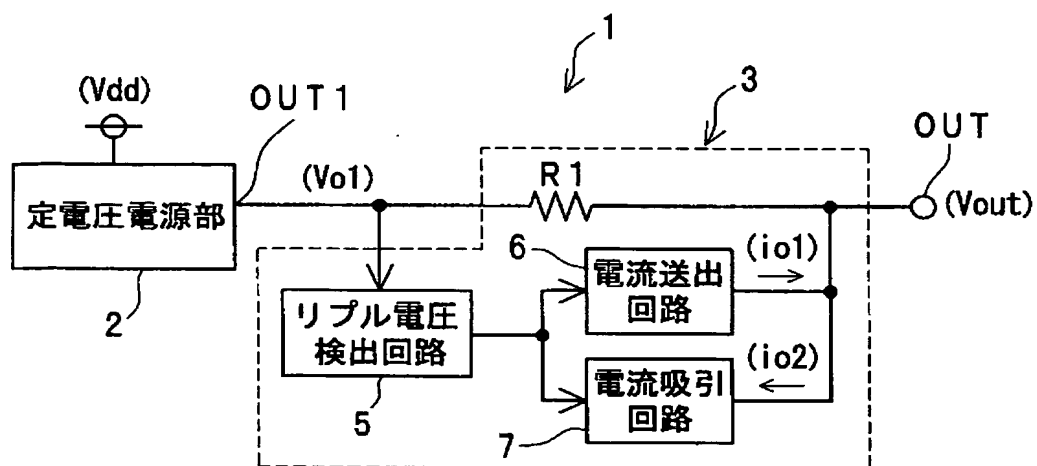 1
3
(Vdd)
OUT1
OUT
(Vo1)
R1
(Vout)
定電圧電源部
2
6
電流送出
回路
(io1)
リプル電圧
検出回路
5
電流吸引
回路
(io2)
7